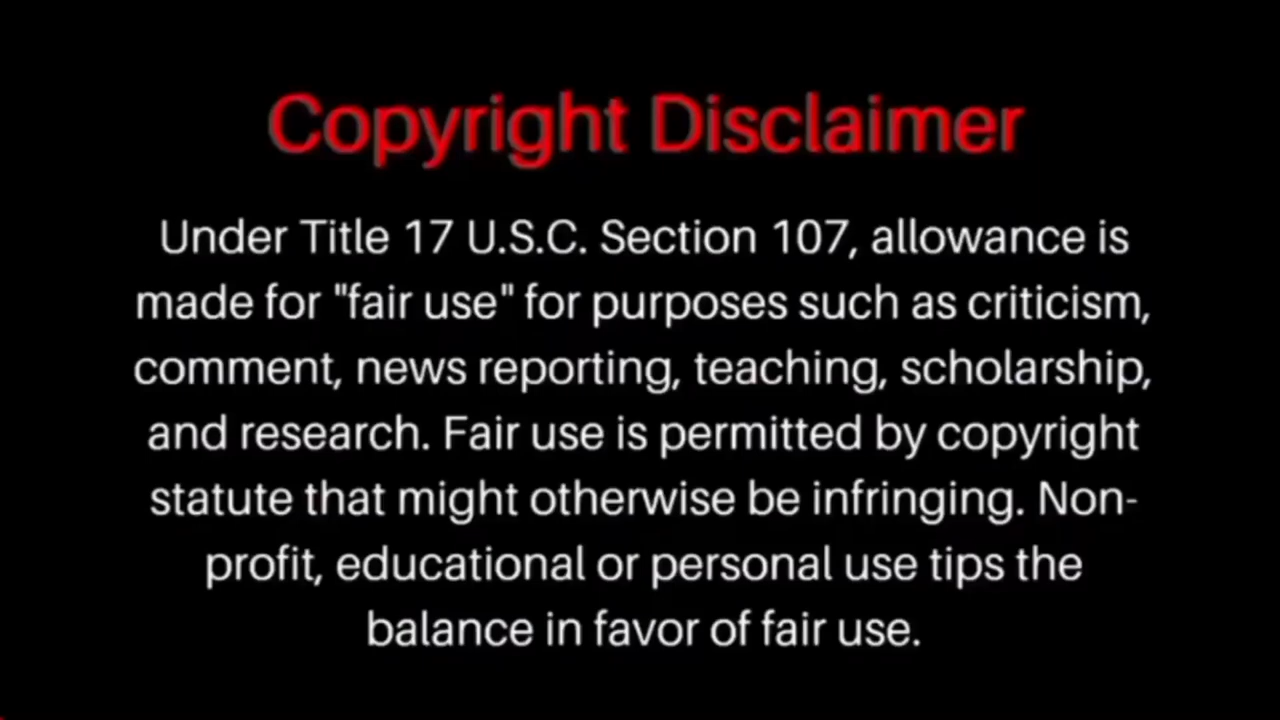 Copyright Disclaimer
Under Title 17 U.S.C. Section 107, allowance is
made for "fair use" for purposes such as criticism,
comment, news reporting, teaching, scholarship,
and research. Fair use is permitted by copyright
statute that might otherwise be infringing. Non-
profit, educational or personal use tips the
balance in favor of fair use.